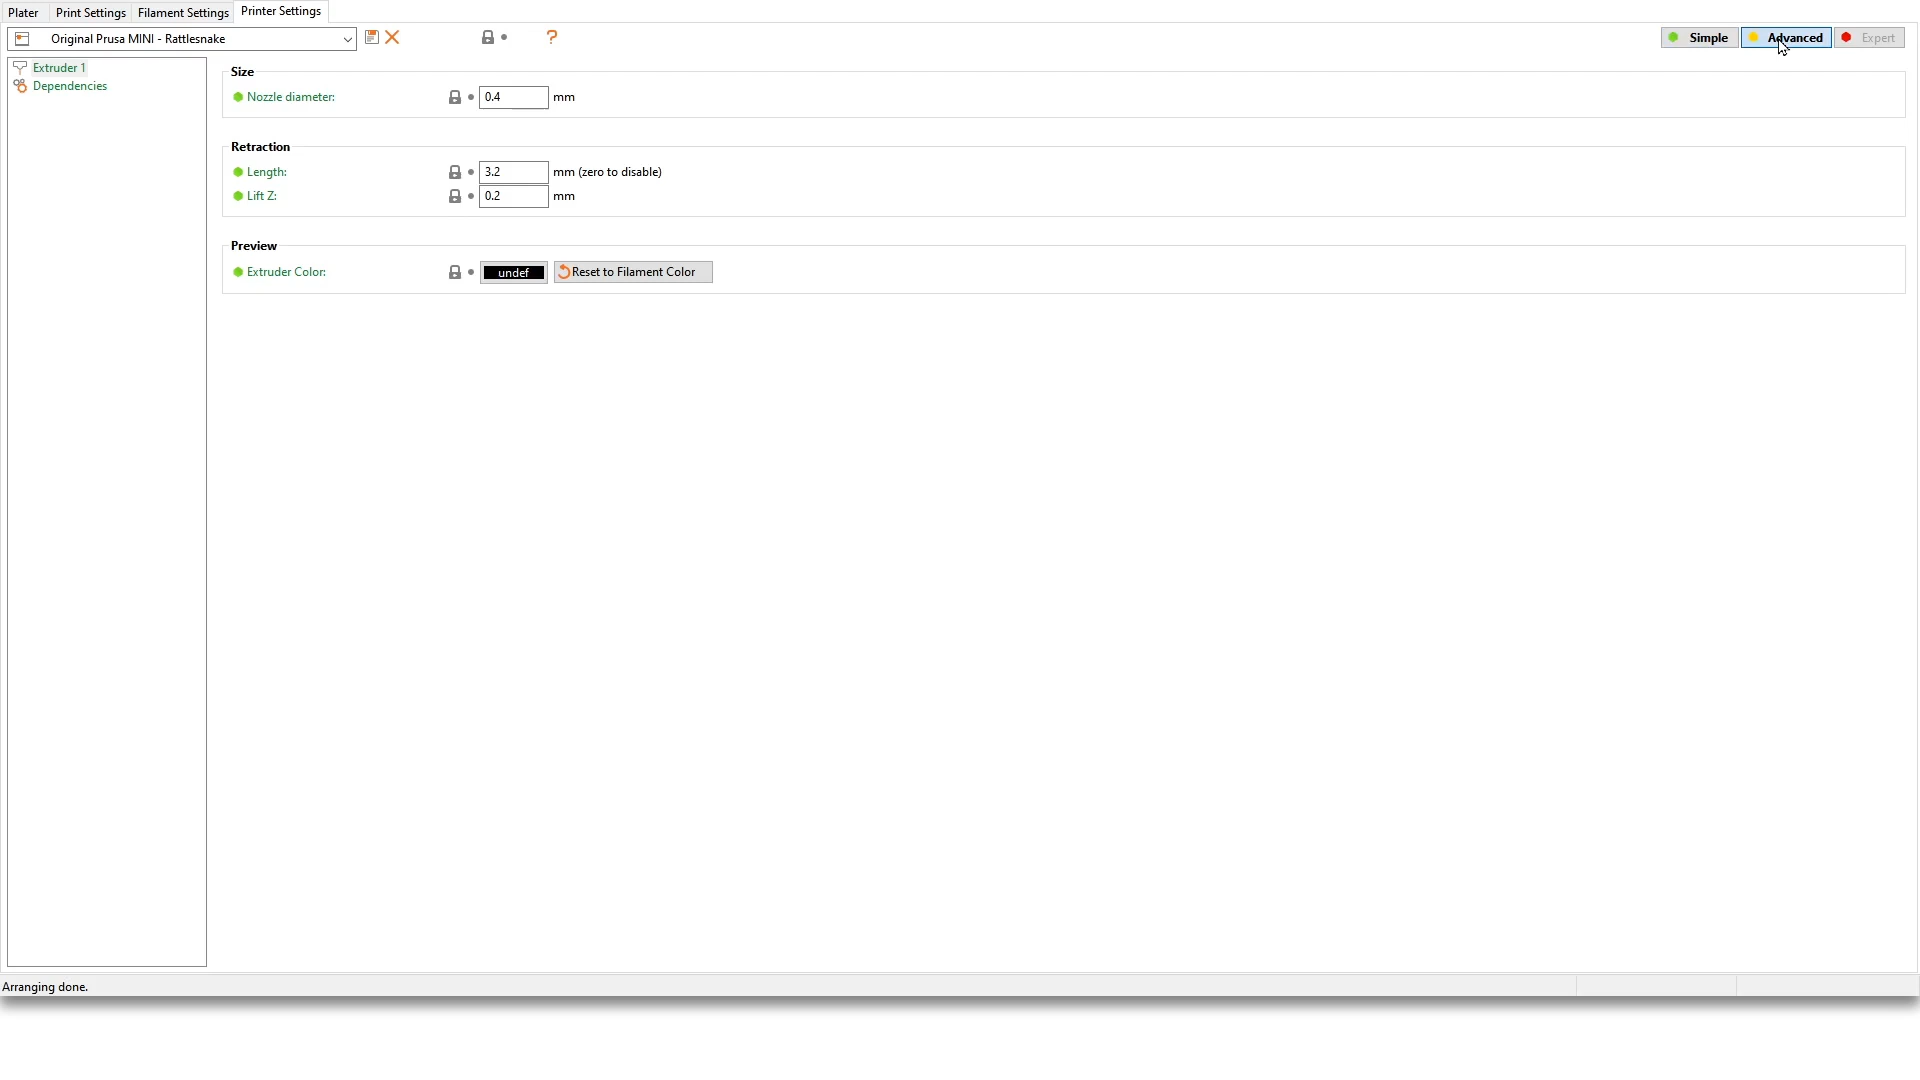 Plater Print Settings Filament Settings Printer Settings
Original Prusa MINI - Rattlesnake ? Simple Advanced Expert
Extruder 1
Dependencies
Size
Nozzle diameter: 0.4 mm
Retraction
Length: 3.2 mm (zero to disable)
Lift Z: 0.2 mm
Preview
Extruder Color: undef Reset to Filament Color
Arranging done.